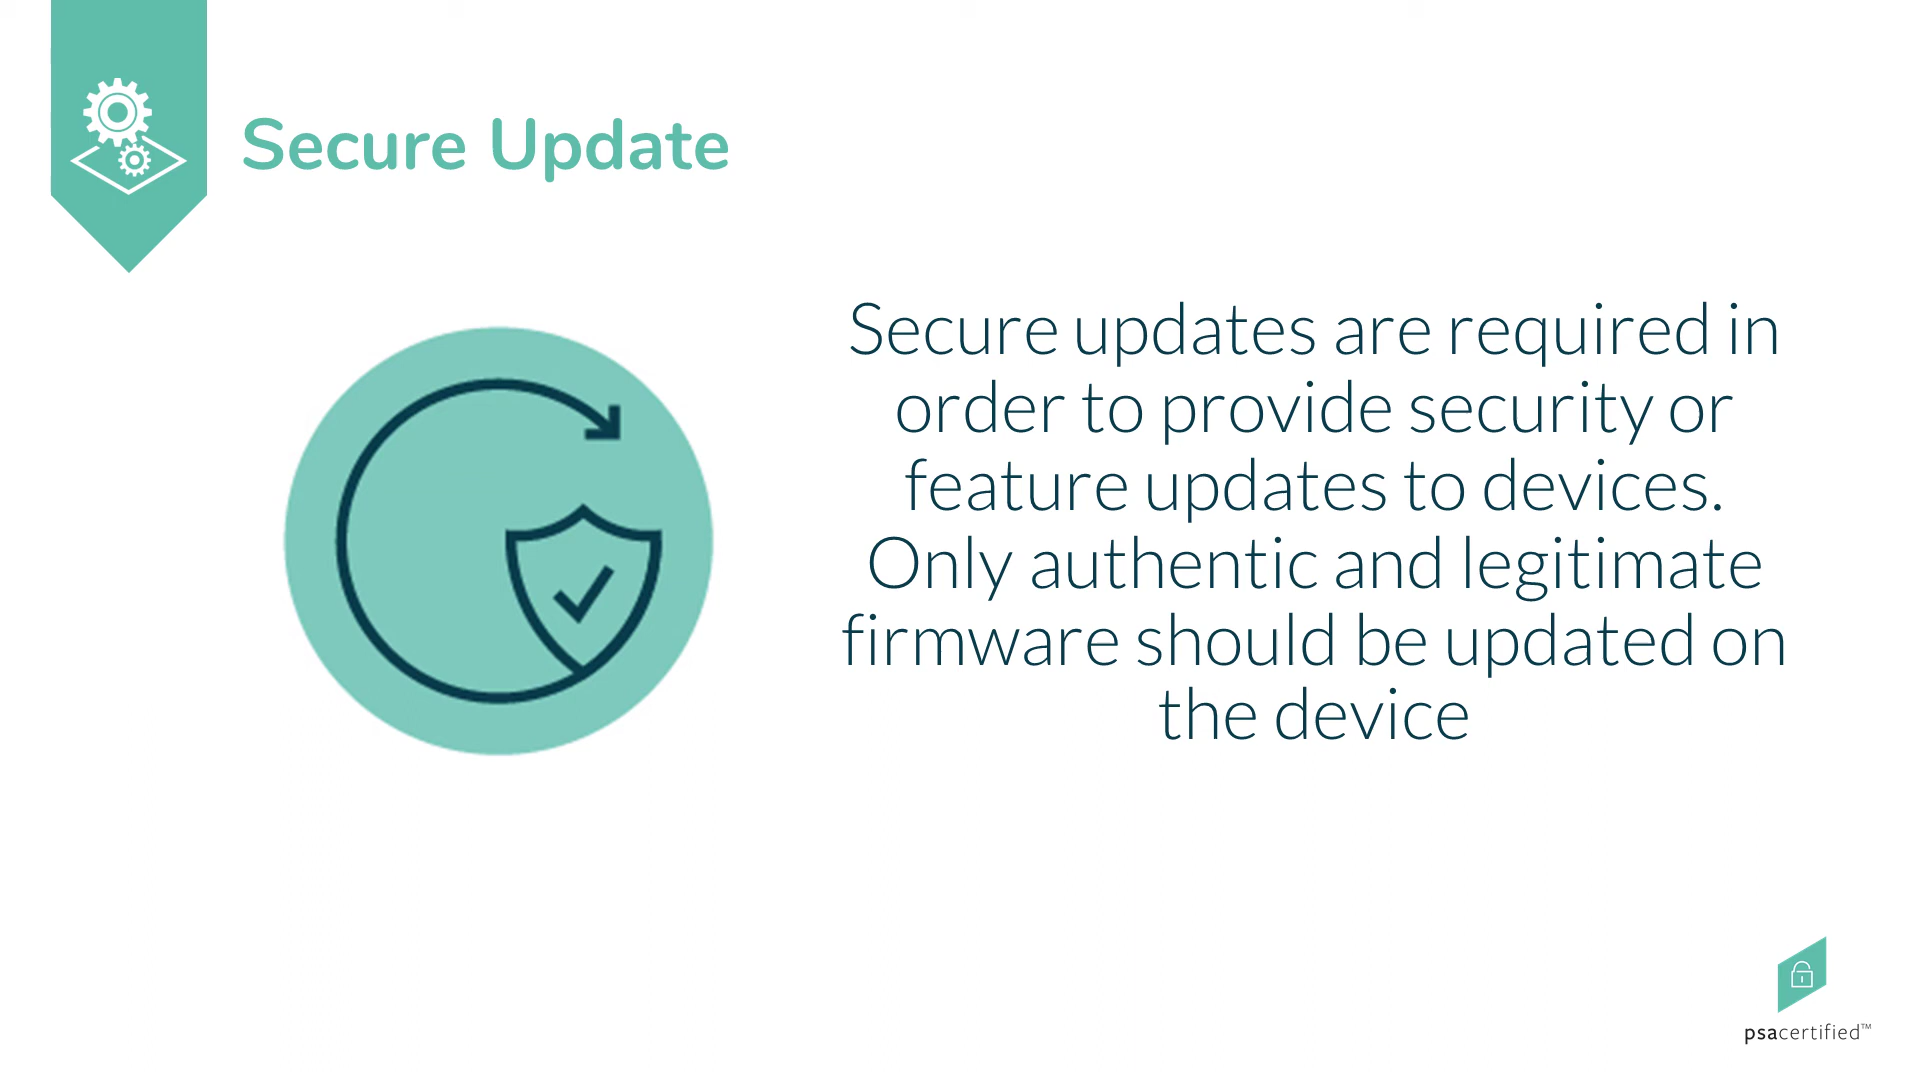 Secure Update
Secure updates are required in
order to provide security or
feature updates to devices.
Only authentic and legitimate
firmware should be updated on
the device
psacertified™